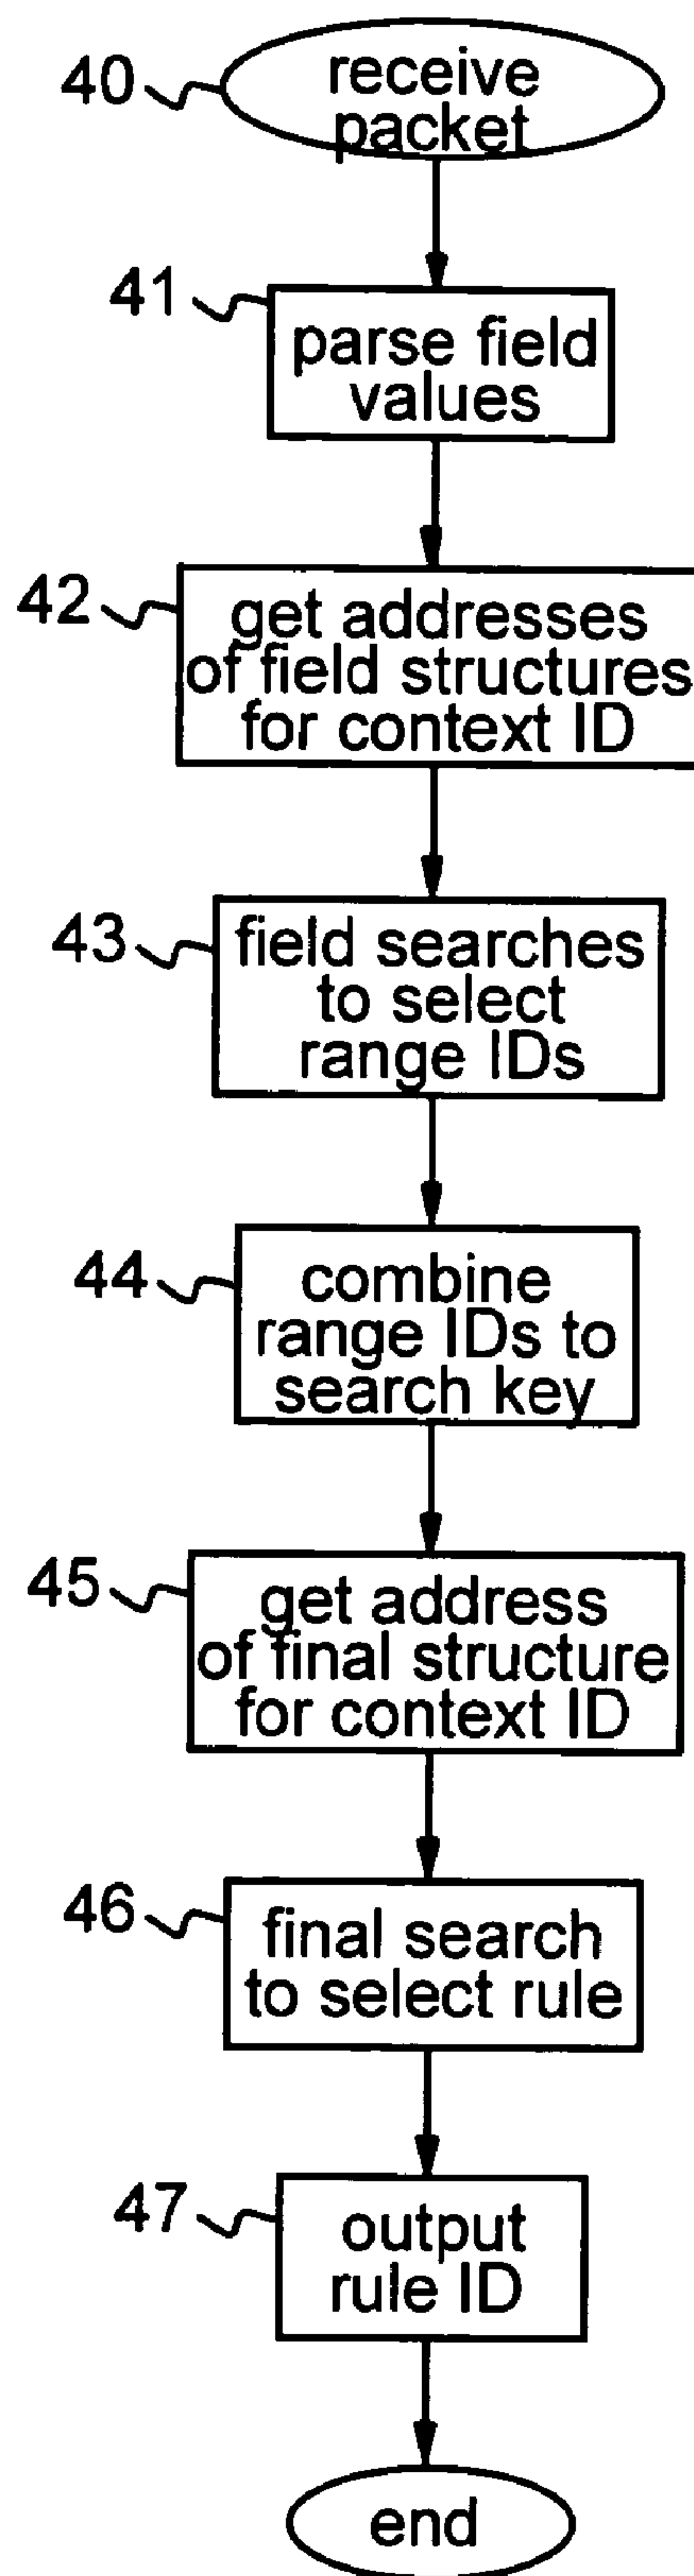 40
receive
packet
41
parse field
values
42
get addresses
of field structures
for context ID
43
field searches
to select
range IDs
44
combine
range IDs to
search key
45
get address
of final structure
for context ID
46
final search
to select rule
47
output
rule ID
end